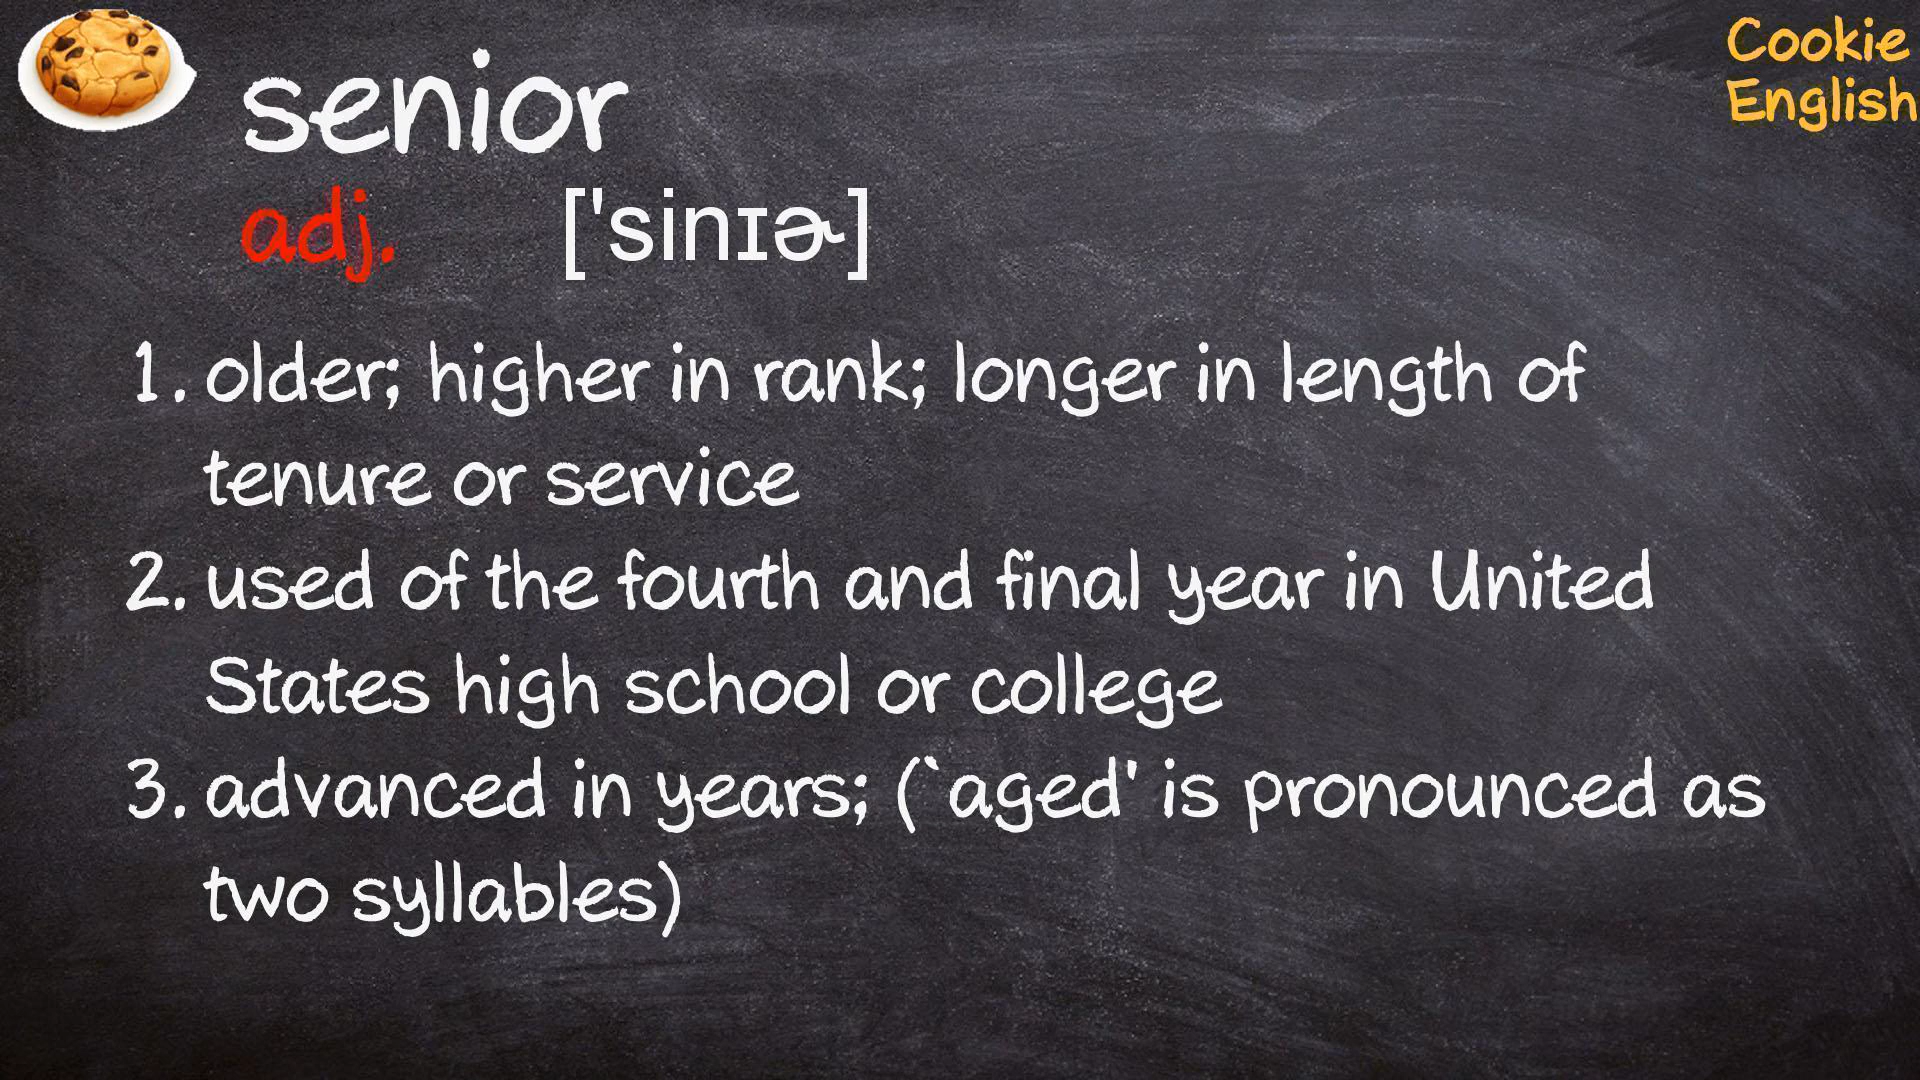 Cookie
English
senior
adj. ['sinɪɚ]
1. older; higher in rank; longer in length of
tenure or service
2. used of the fourth and final year in United
States high school or college
3. advanced in years; (`aged' is pronounced as
two syllables)